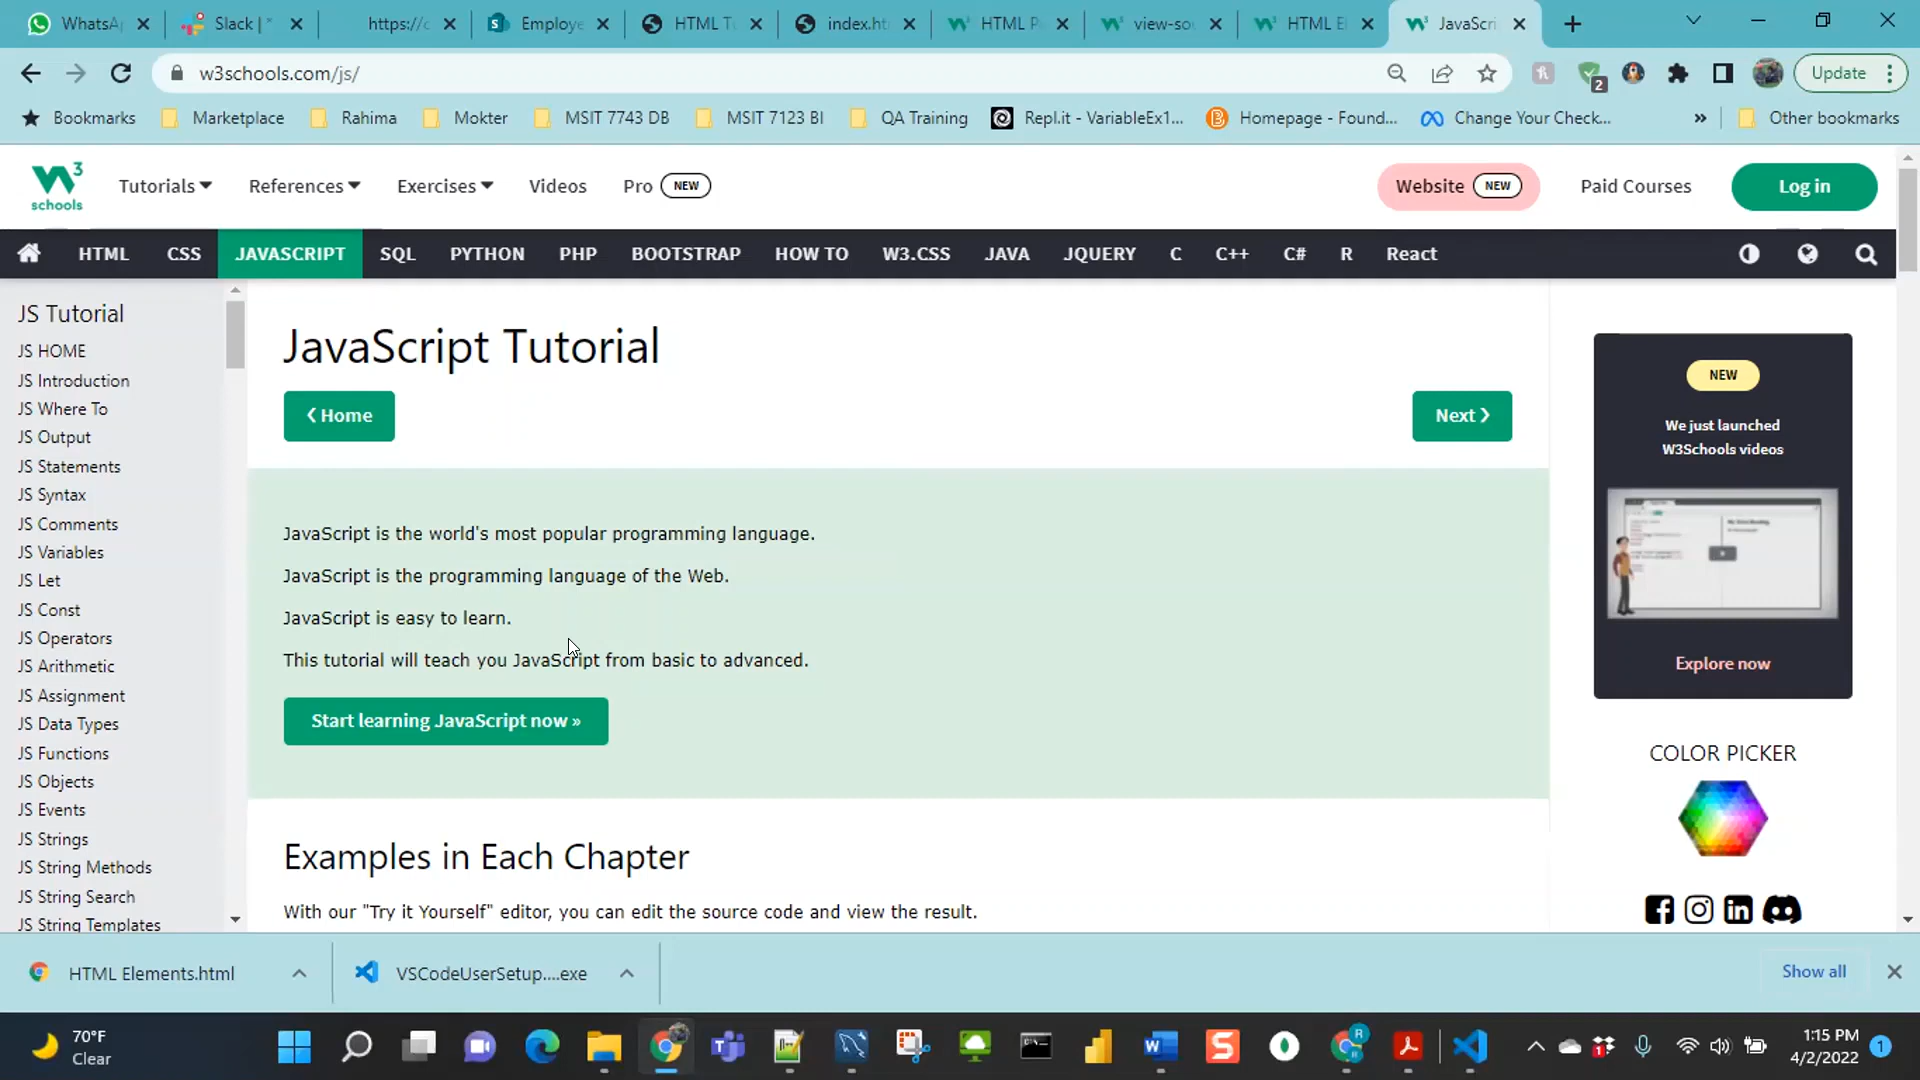 WhatsA
Slack | *
https://c
Employe
HTML T
index.ht
HTML P
view-so
HTML E
JavaScri
w3schools.com/js/
2
Update
Bookmarks
Marketplace
Rahima
Mokter
MSIT 7743 DB
MSIT 7123 BI
QA Training
Repl.it - VariableEx1...
Homepage - Found...
Change Your Check...
»
Other bookmarks
W3 schools
Tutorials
References
Exercises
Videos
Pro NEW
Website NEW
Paid Courses
Log in
HTML
CSS
JAVASCRIPT
SQL
PYTHON
PHP
BOOTSTRAP
HOW TO
W3.CSS
JAVA
JQUERY
C
C++
C#
R
React
JS Tutorial
JS HOME
JS Introduction
JS Where To
JS Output
JS Statements
JS Syntax
JS Comments
JS Variables
JS Let
JS Const
JS Operators
JS Arithmetic
JS Assignment
JS Data Types
JS Functions
JS Objects
JS Events
JS Strings
JS String Methods
JS String Search
JS String Templates
JavaScript Tutorial
❮ Home
Next ❯
JavaScript is the world's most popular programming language.
JavaScript is the programming language of the Web.
JavaScript is easy to learn.
This tutorial will teach you JavaScript from basic to advanced.
Start learning JavaScript now »
Examples in Each Chapter
With our "Try it Yourself" editor, you can edit the source code and view the result.
NEW
We just launched
W3Schools videos
Explore now
COLOR PICKER
HTML Elements.html
VSCodeUserSetup....exe
Show all
70°F
Clear
1:15 PM
4/2/2022
1